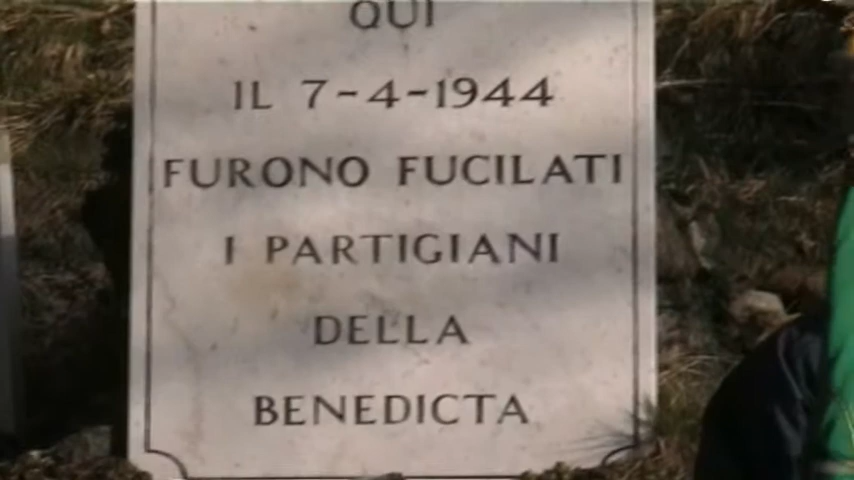 QUI
IL 7-4-1944
FURONO FUCILATI
I PARTIGIANI
DELLA
BENEDICTA